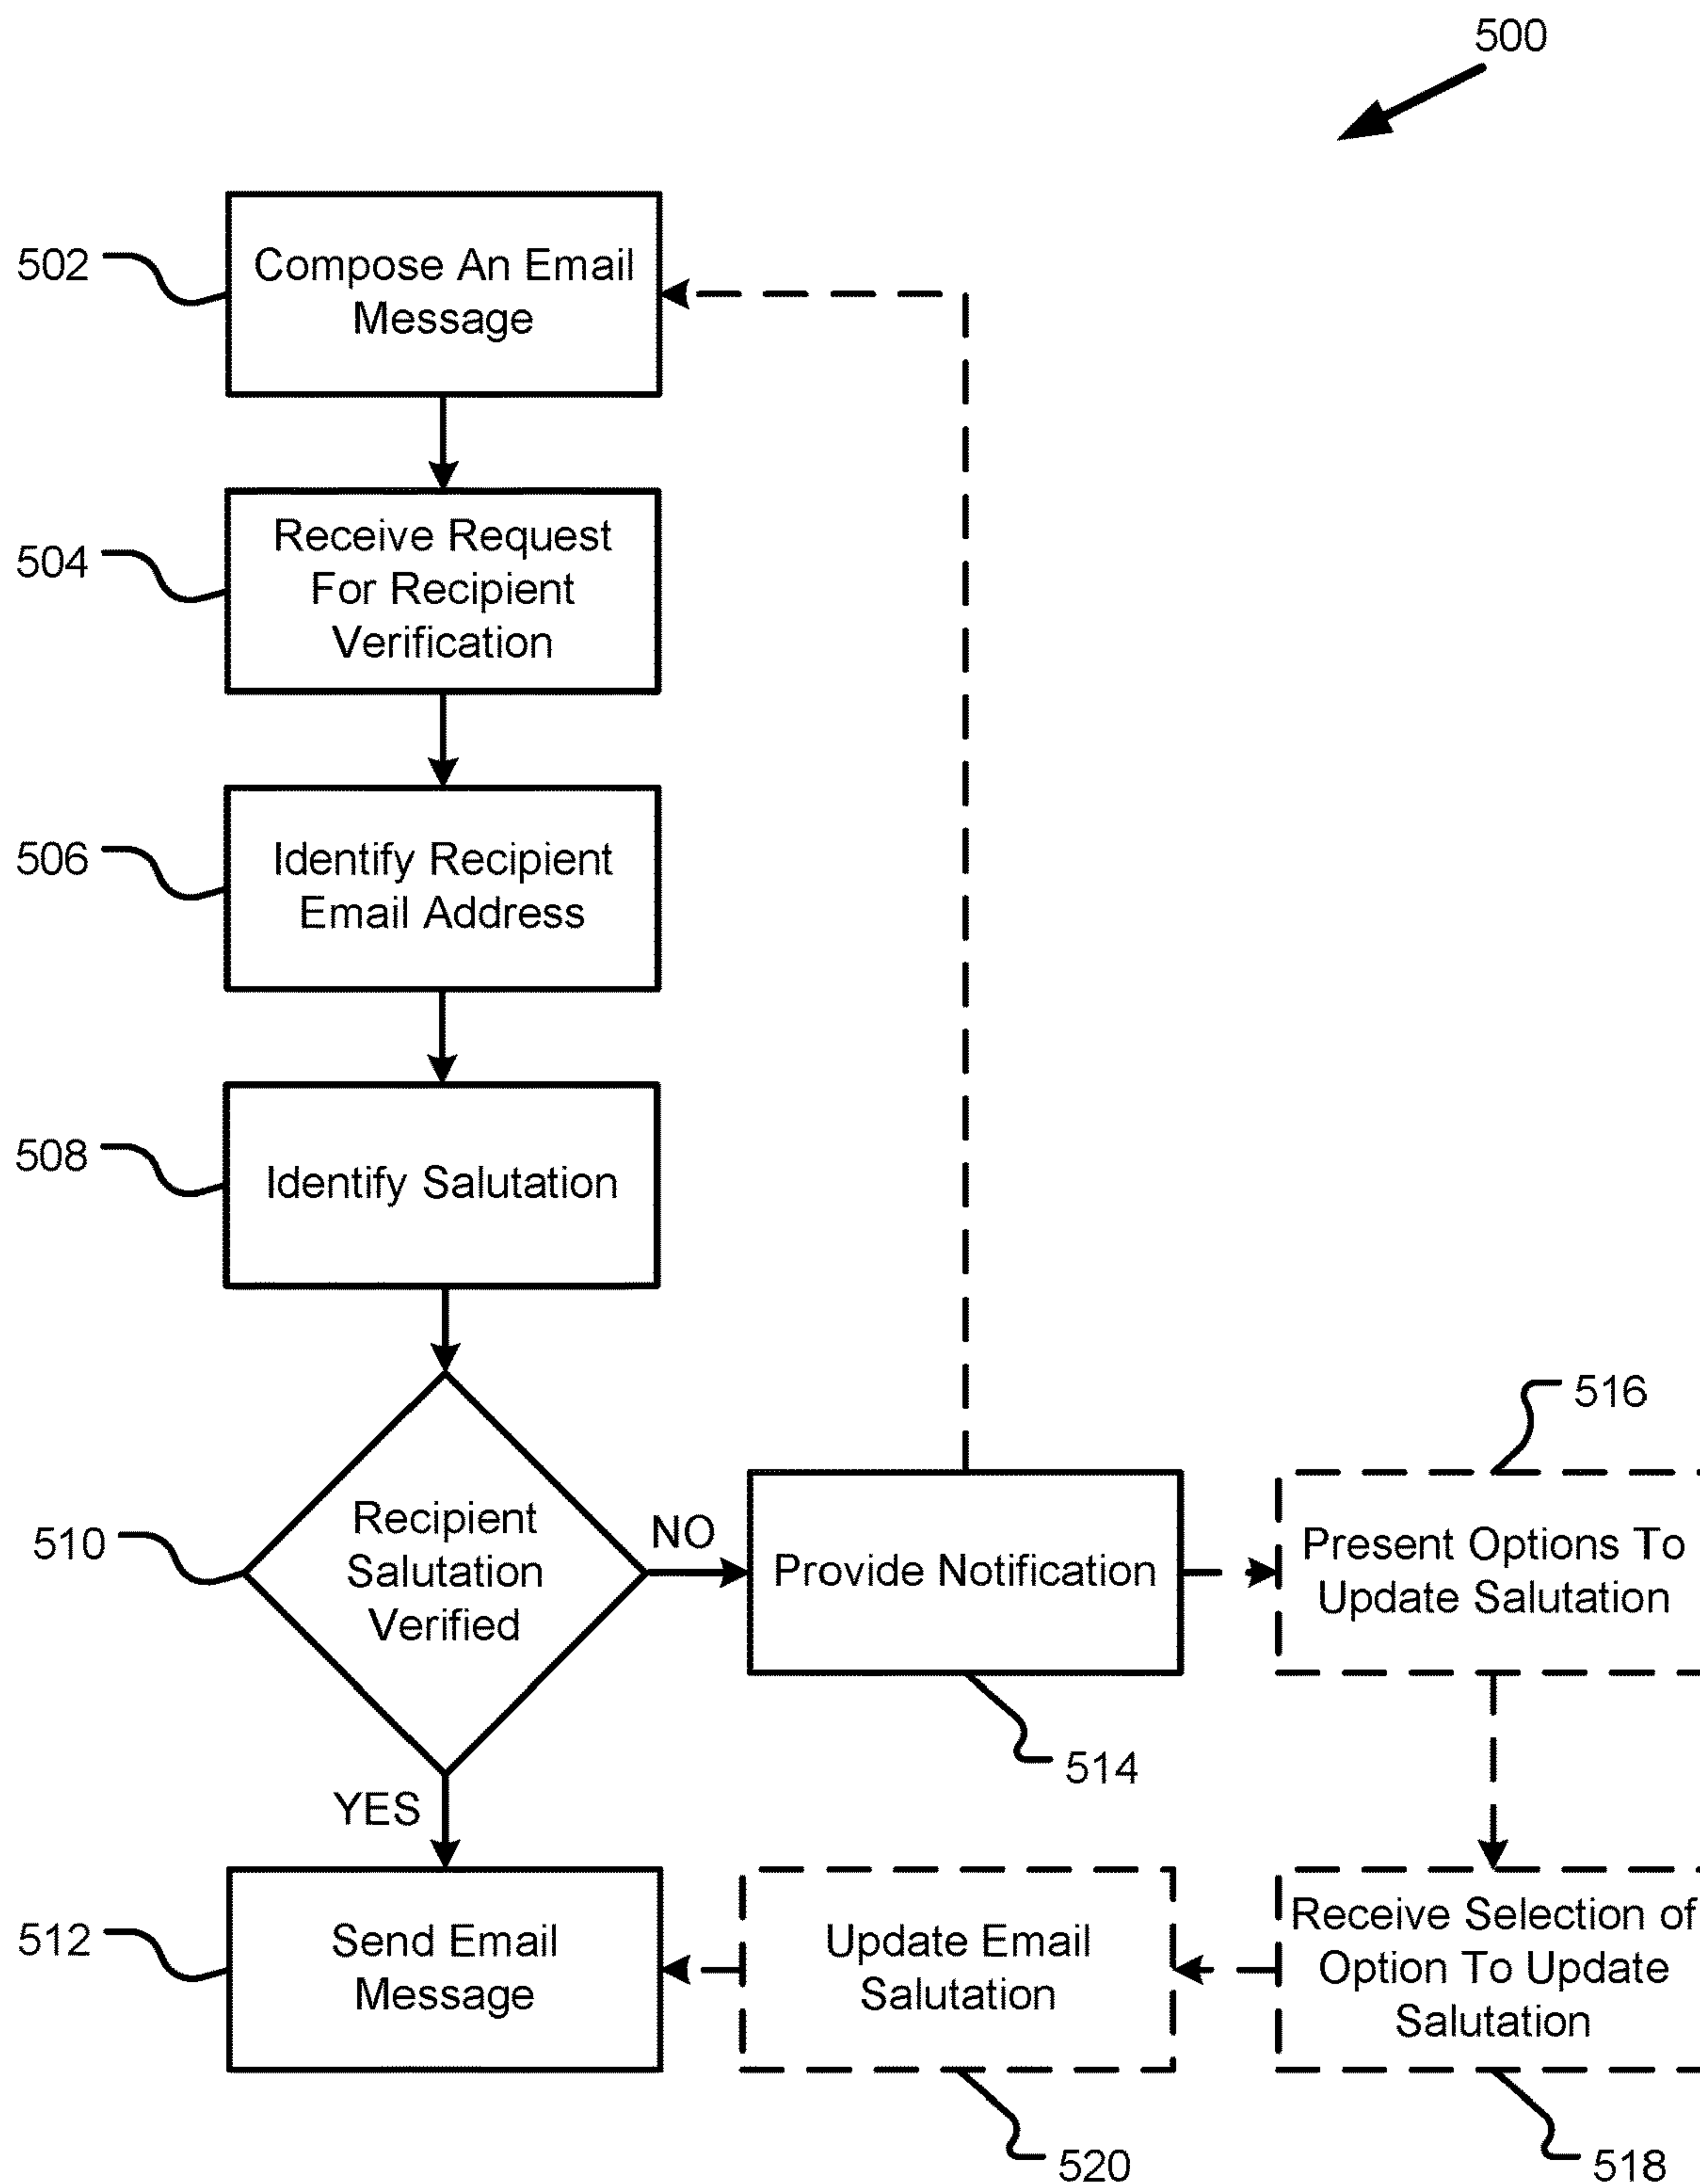 500
502
Compose An Email
Message
504
Receive Request
For Recipient
Verification
506
Identify Recipient
Email Address
508
Identify Salutation
510
Recipient
Salutation
Verified
NO
Provide Notification
514
516
Present Options To
Update Salutation
YES
512
Send Email
Message
Update Email
Salutation
520
Receive Selection of
Option To Update
Salutation
518